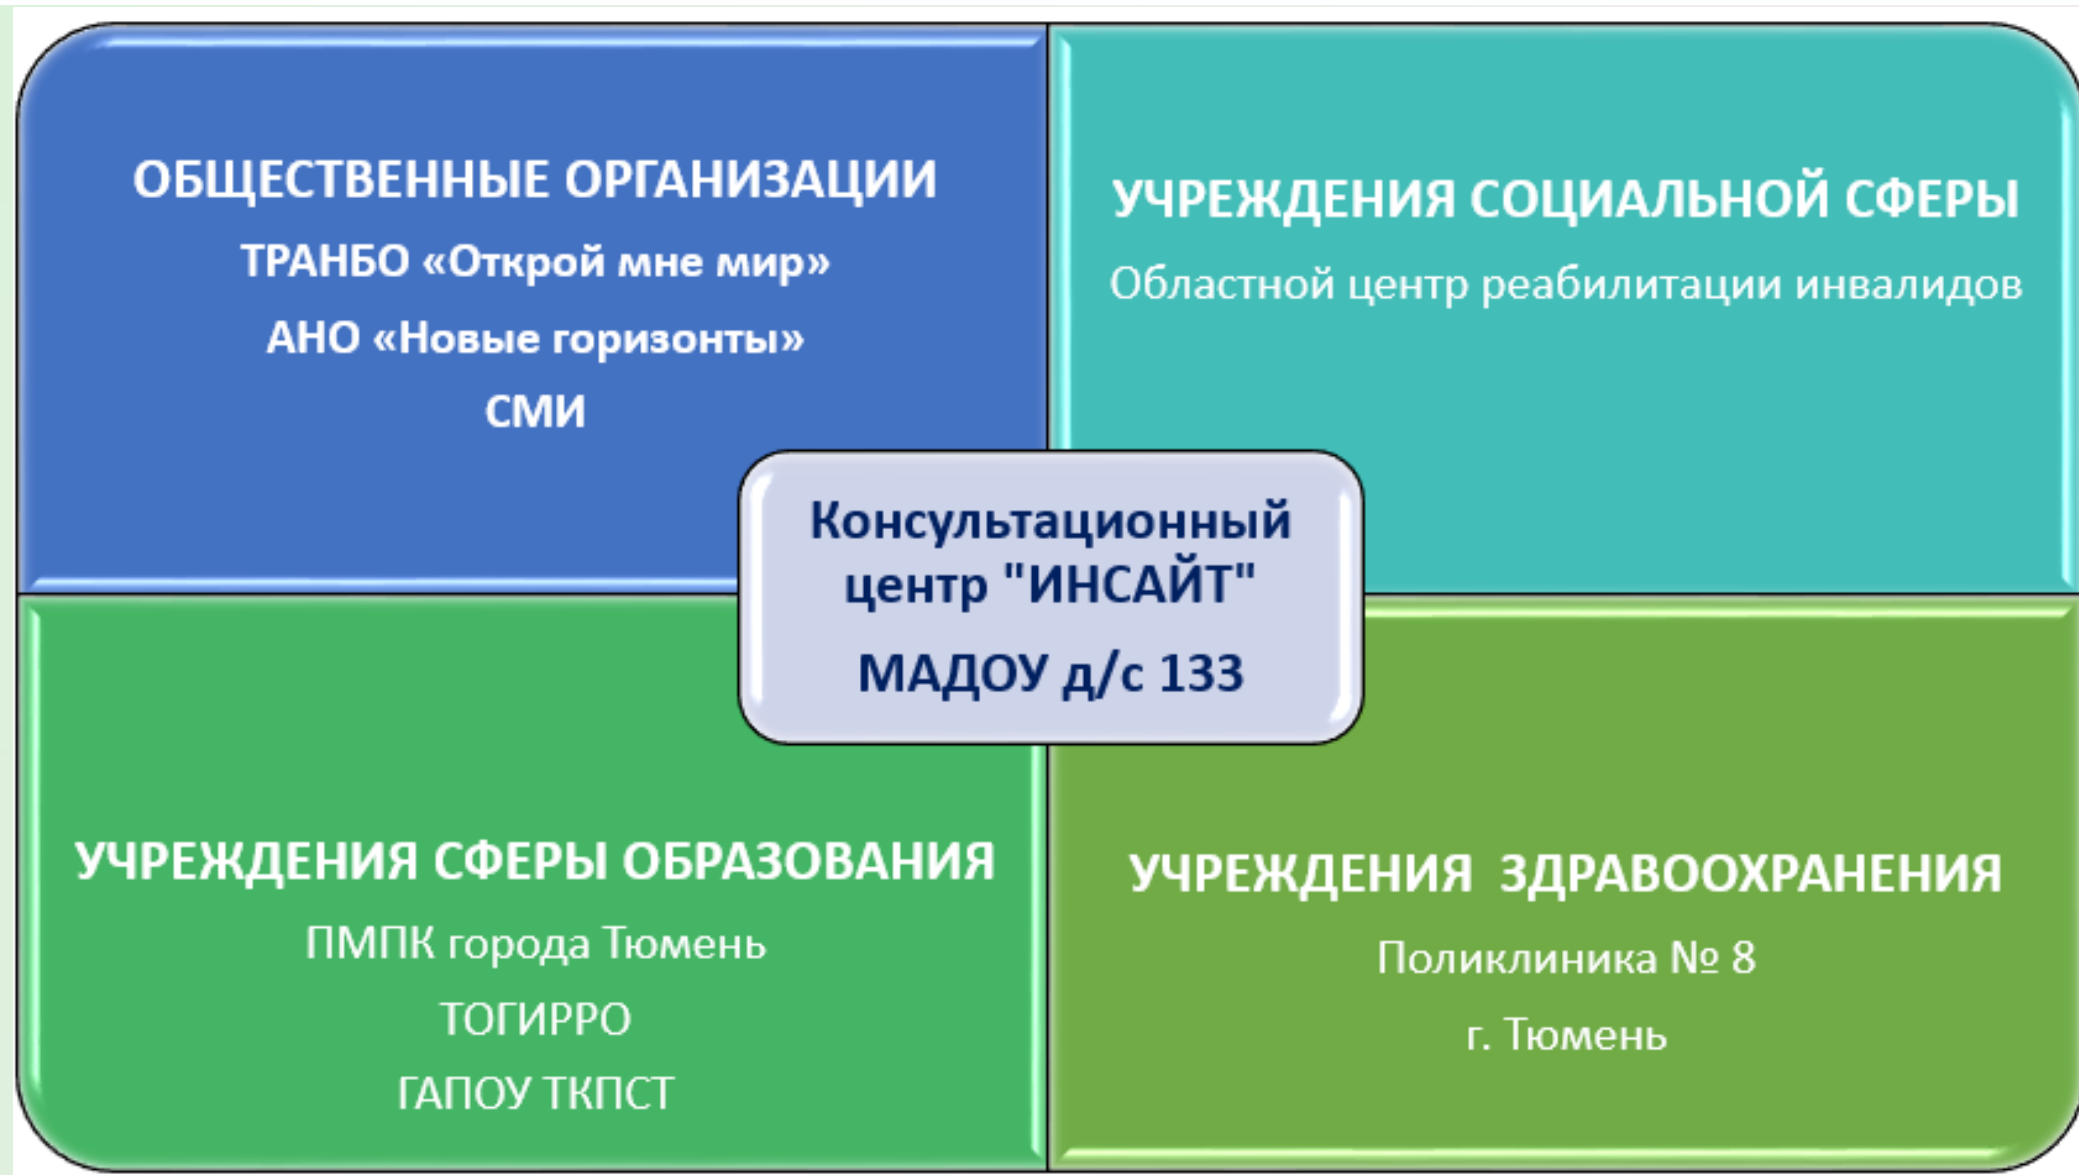 ОБЩЕСТВЕННЫЕ ОРГАНИЗАЦИИ
ТРАНБО «Открой мне мир»
АНО «Новые горизонты»
СМИ
УЧРЕЖДЕНИЯ СОЦИАЛЬНОЙ СФЕРЫ
Областной центр реабилитации инвалидов
Консультационный
центр "ИНСАЙТ"
МАДОУ д/с 133
УЧРЕЖДЕНИЯ СФЕРЫ ОБРАЗОВАНИЯ
ПМПК города Тюмень
ТОГИРРО
ГАПОУ ТКПСТ
УЧРЕЖДЕНИЯ  ЗДРАВООХРАНЕНИЯ
Поликлиника № 8
г. Тюмень